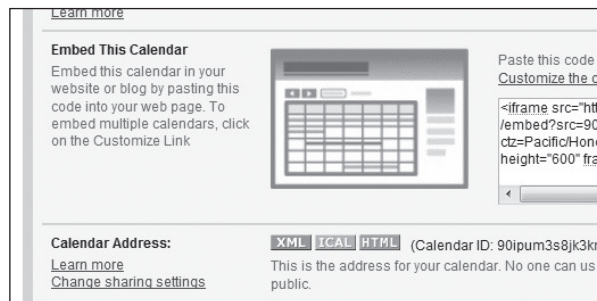 Learn more
Embed This Calendar
Embed this calendar in your
website or blog by pasting this
code into your web page. To
embed multiple calendars, click
on the Customize Link
Paste this code
Customize the
<iframe src="htt
/embed?src=90
ctz=Pacific/Hono
height="600" fra
Calendar Address:
Learn more
Change sharing settings
XML ICAL HTML (Calendar ID: 90ipum3s8jk3kr
This is the address for your calendar. No one can us
public.